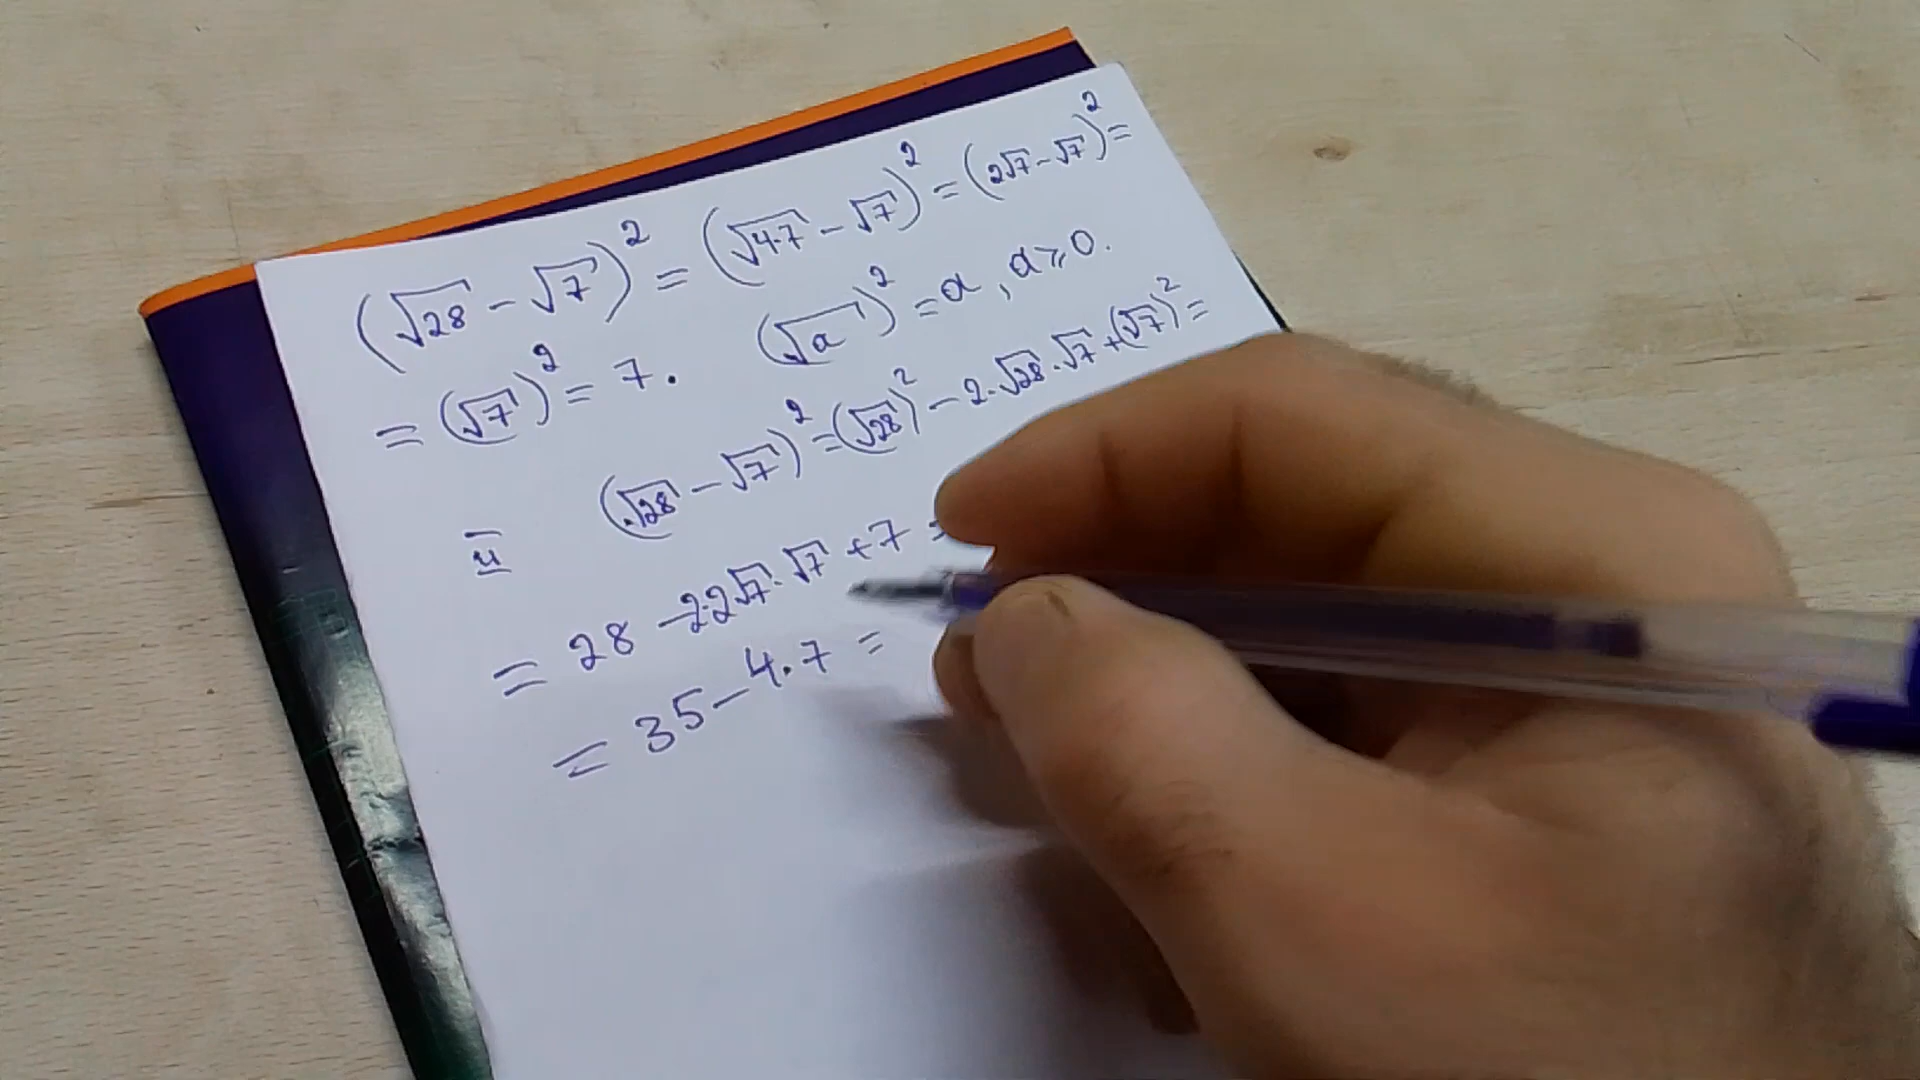 (√28 − √7)² = (√4·7 − √7)² = (2√7 − √7)² =
= (√7)² = 7. (√a)² = a, a ⩾ 0.
(√28 − √7)² = (√28)² − 2·√28·√7 + (√7)² =
= 28 − 2·2√7·√7 + 7 =
= 35 − 4·7 =